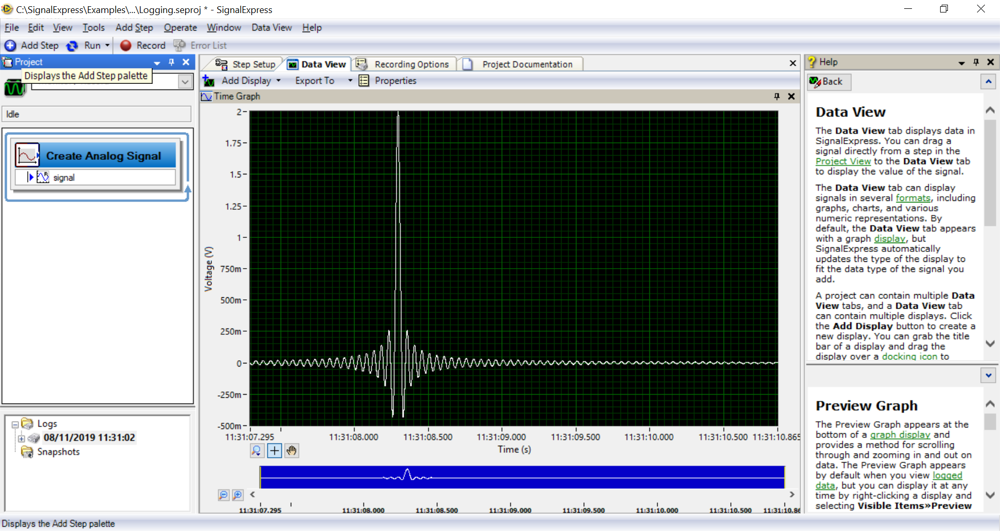 C:\SignalExpress\Examples\...\Logging.seproj * - SignalExpress
File Edit View Tools Add Step Operate Window Data View Help
Add Step Run Record Error List
Project
Displays the Add Step palette
Idle
Create Analog Signal
signal
Logs
08/11/2019 11:31:02
Snapshots
Step Setup Data View Recording Options Project Documentation
Add Display Export To Properties
Time Graph
2
1.75
1.5
1.25
1
750m
500m
250m
0
-250m
-500m
Voltage (V)
11:31:07.295 11:31:08.000 11:31:08.500 11:31:09.000 11:31:09.500 11:31:10.000 11:31:10.500 11:31:10.865
Time (s)
11:31:07.295 11:31:08.000 11:31:08.500 11:31:09.000 11:31:09.500 11:31:10.000 11:31:10.500 11:31:10.86
Help
Back
Data View
The Data View tab displays data in
SignalExpress. You can drag a
signal directly from a step in the
Project View to the Data View tab
to display the value of the signal.
The Data View tab can display
signals in several formats, including
graphs, charts, and various
numeric representations. By
default, the Data View tab appears
with a graph display, but
SignalExpress automatically
updates the type of the display to
fit the data type of the signal you
add.
A project can contain multiple Data
View tabs, and a Data View tab
can contain multiple displays. Click
the Add Display button to create a
new display. You can grab the title
bar of a display and drag the
display over a docking icon to
Preview Graph
The Preview Graph appears at the
bottom of a graph display and
provides a method for scrolling
through and zooming in and out on
data. The Preview Graph appears
by default when you view logged
data, but you can display it at any
time by right-clicking a display and
selecting Visible Items»Preview
Displays the Add Step palette